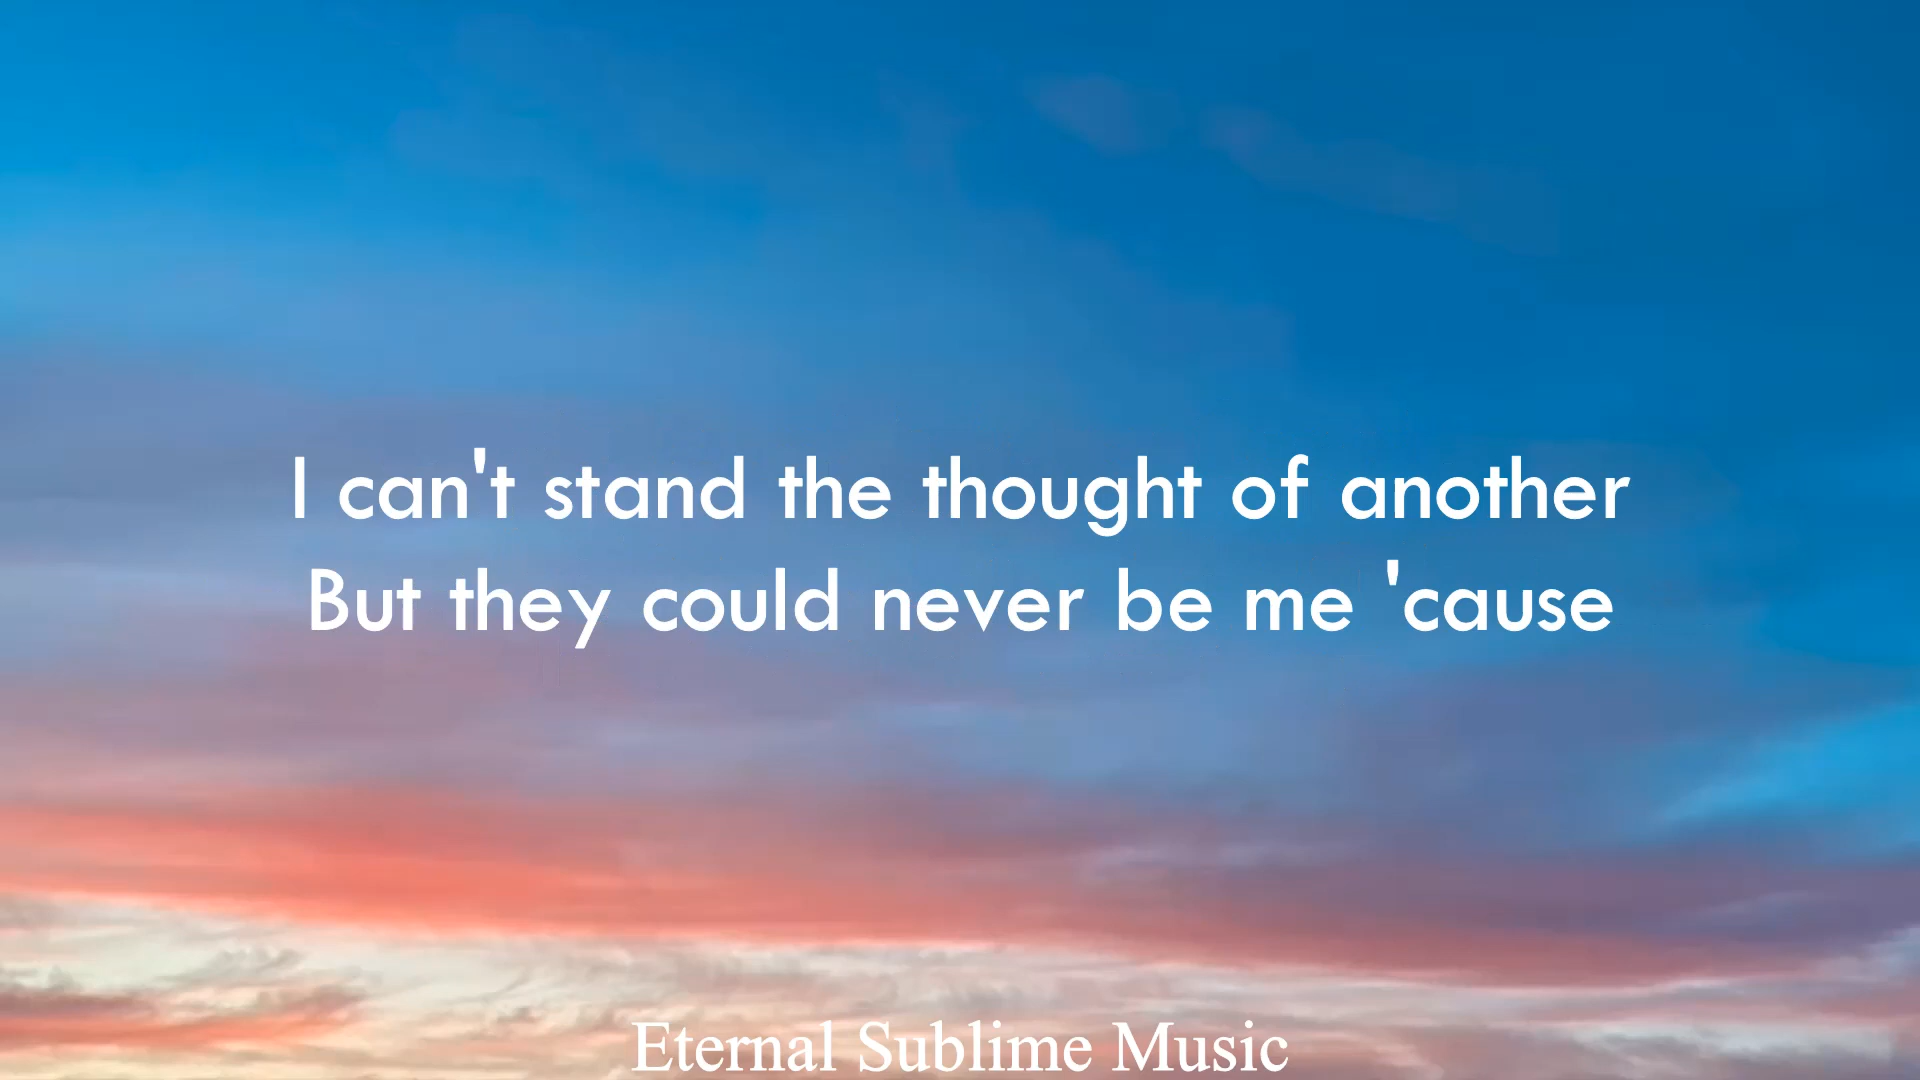 I can't stand the thought of another
But they could never be me 'cause
Eternal Sublime Music